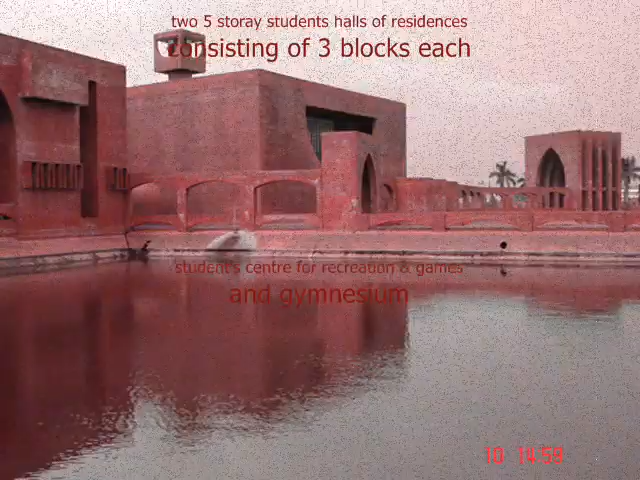 two 5 storay students halls of residences
consisting of 3 blocks each
student's centre for recreation & games
and gymnesium
10 14:58